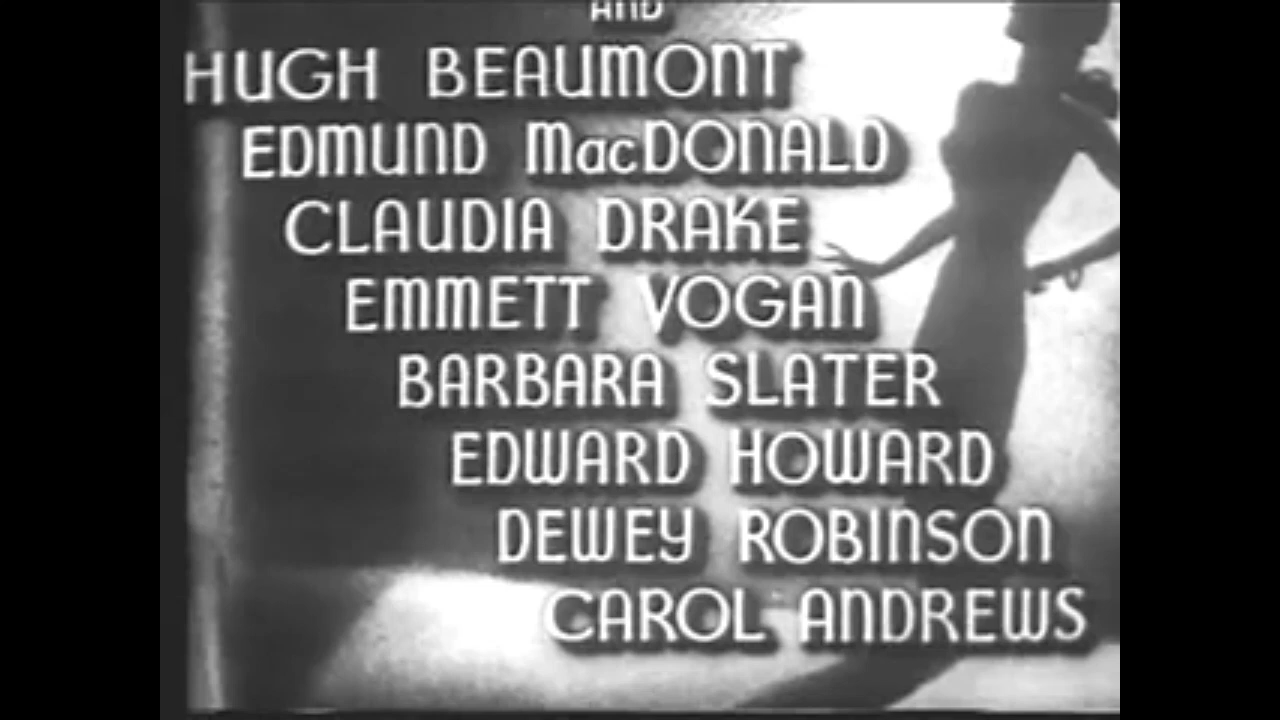 AND
HUGH BEAUMONT
EDMUND MacDONALD
CLAUDIA DRAKE
EMMETT VOGAN
BARBARA SLATER
EDWARD HOWARD
DEWEY ROBINSON
CAROL ANDREWS